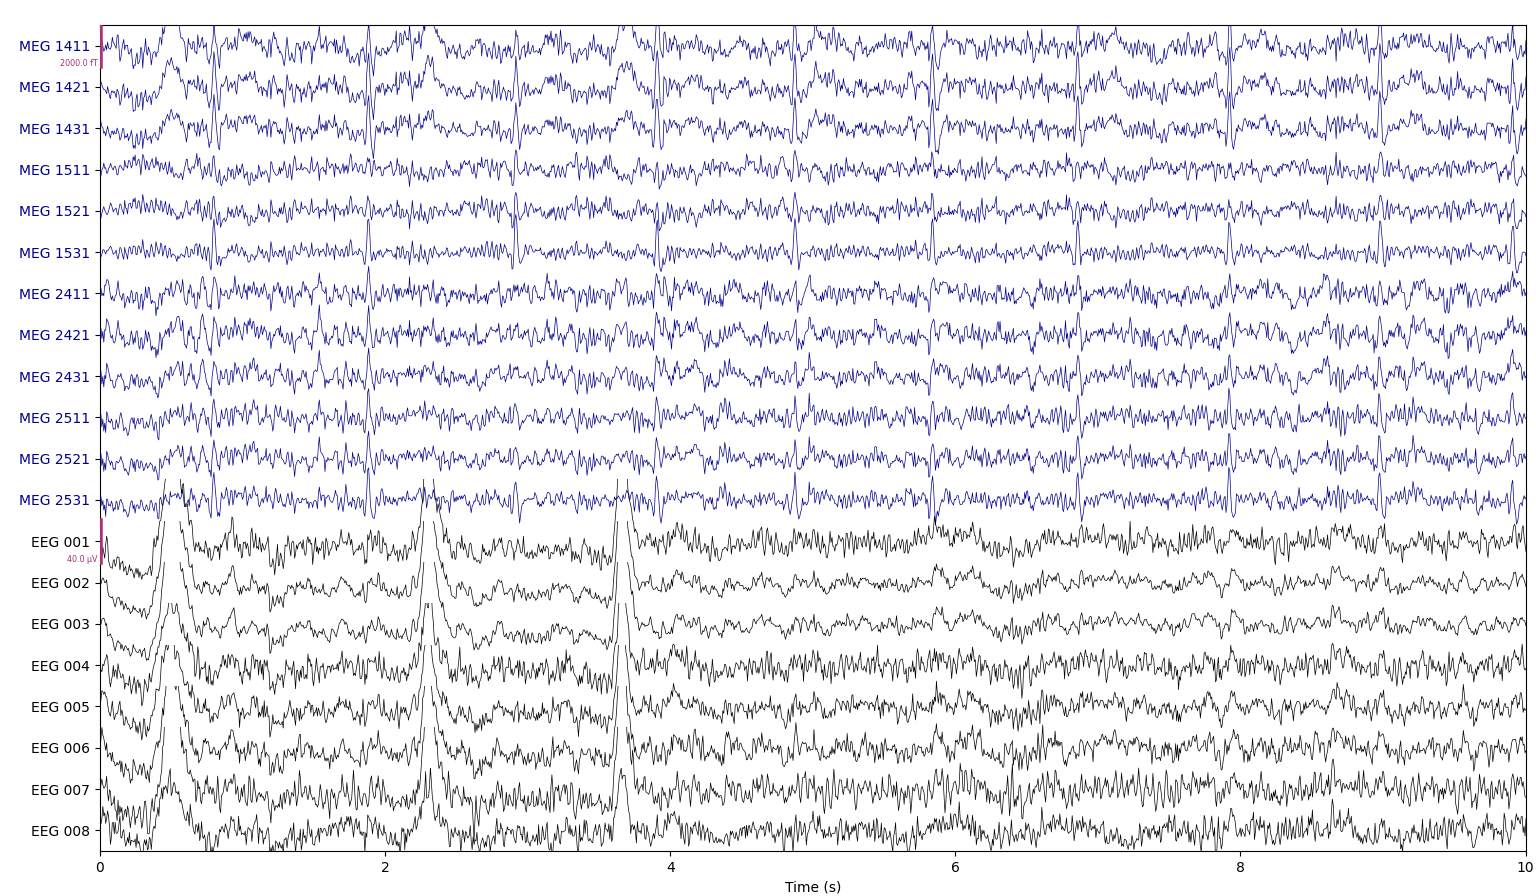 MEG 1411
2000.0 fT
MEG 1421
MEG 1431
MEG 1511
MEG 1521
MEG 1531
MEG 2411
MEG 2421
MEG 2431
MEG 2511
MEG 2521
MEG 2531
EEG 001
40.0 µV
EEG 002
EEG 003
EEG 004
EEG 005
EEG 006
EEG 007
EEG 008
0 2 4 6 8 10
Time (s)